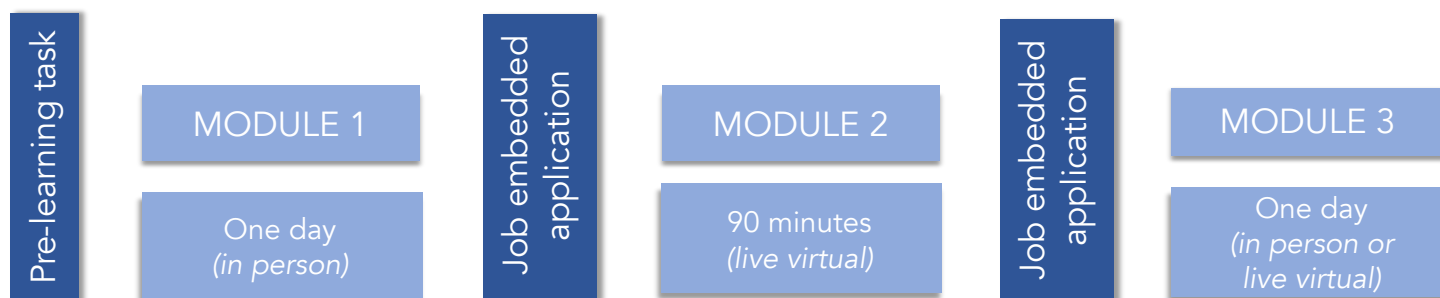 Pre-learning task
MODULE 1
One day
(in person)
Job embedded
application
MODULE 2
90 minutes
(live virtual)
Job embedded
application
MODULE 3
One day
(in person or
live virtual)